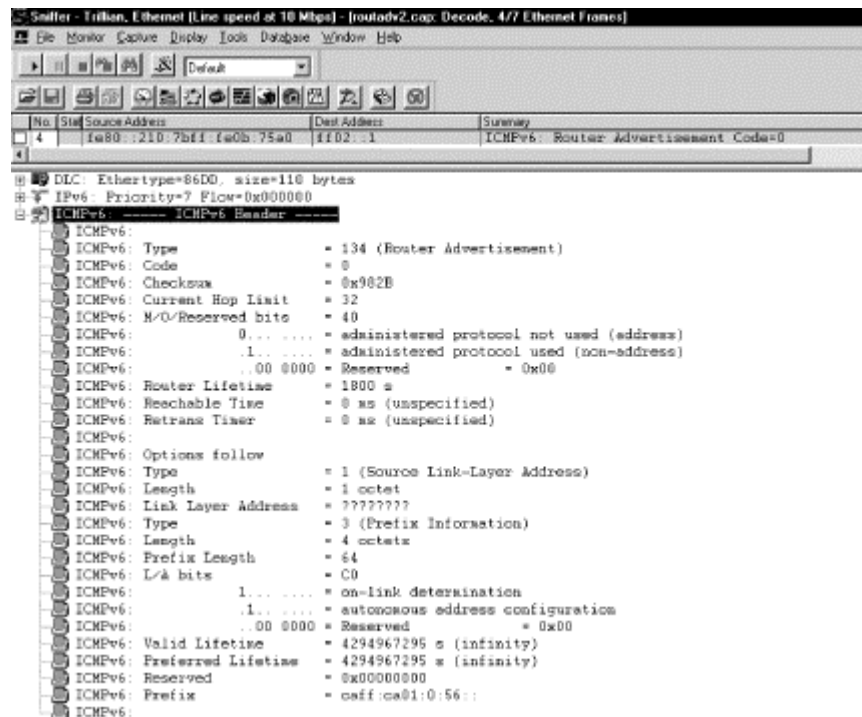 Sniffer - Trillian, Ethernet (Line speed at 10 Mbps) - [routadv2.cap: Decode, 4/7 Ethernet Frames]
File Monitor Capture Display Tools Database Window Help
Default
No. Stat Source Address Dest Address Summary
4 fe80::210:7bff:fe0b:75a0 ff02::1 ICMPv6: Router Advertisement Code=0
DLC: Ethertype=86DD, size=110 bytes
IPv6: Priority=7 Flow=0x000000
ICMPv6: ----- ICMPv6 Header -----
ICMPv6:
ICMPv6: Type = 134 (Router Advertisement)
ICMPv6: Code = 0
ICMPv6: Checksum = 0x982B
ICMPv6: Current Hop Limit = 32
ICMPv6: M/O/Reserved bits = 40
ICMPv6: 0... .... = administered protocol not used (address)
ICMPv6: .1.. .... = administered protocol used (non-address)
ICMPv6: ..00 0000 = Reserved = 0x00
ICMPv6: Router Lifetime = 1800 s
ICMPv6: Reachable Time = 0 ms (unspecified)
ICMPv6: Retrans Timer = 0 ms (unspecified)
ICMPv6:
ICMPv6: Options follow
ICMPv6: Type = 1 (Source Link-Layer Address)
ICMPv6: Length = 1 octet
ICMPv6: Link Layer Address = ????????
ICMPv6: Type = 3 (Prefix Information)
ICMPv6: Length = 4 octets
ICMPv6: Prefix Length = 64
ICMPv6: L/A bits = C0
ICMPv6: 1... .... = on-link determination
ICMPv6: .1.. .... = autonomous address configuration
ICMPv6: ..00 0000 = Reserved = 0x00
ICMPv6: Valid Lifetime = 4294967295 s (infinity)
ICMPv6: Preferred Lifetime = 4294967295 s (infinity)
ICMPv6: Reserved = 0x00000000
ICMPv6: Prefix = caff:ca01:0:56::
ICMPv6: